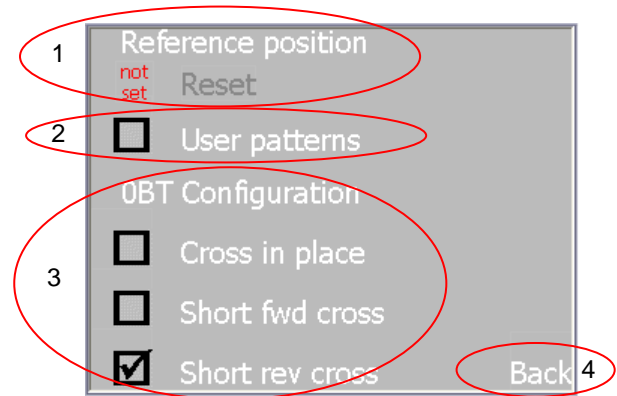 1
Reference position
not
set
Reset
2
User patterns
0BT Configuration
Cross in place
3
Short fwd cross
Short rev cross
Back
4